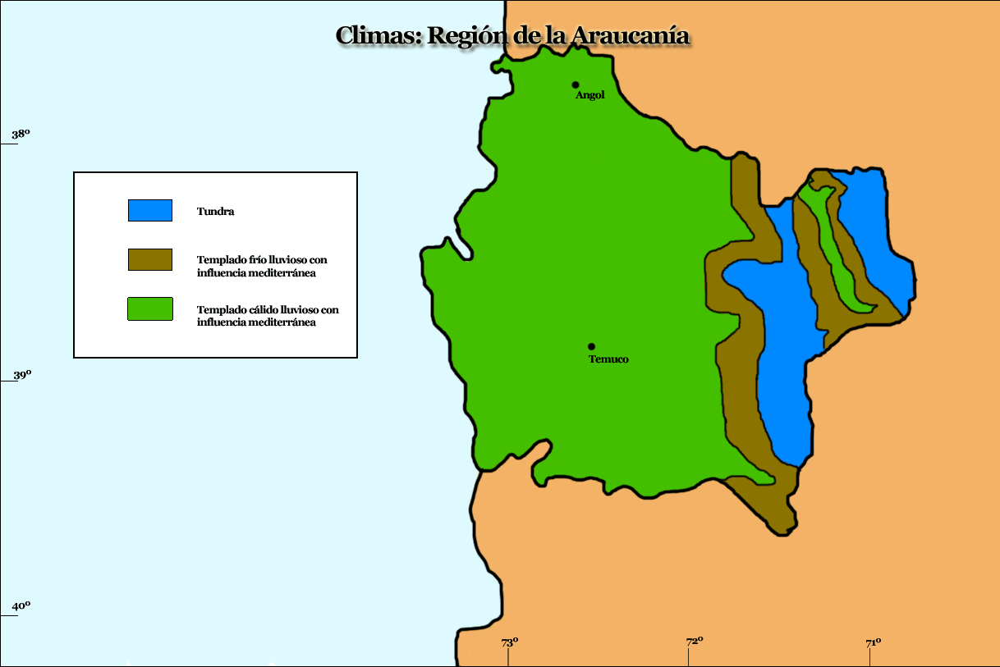 Climas: Región de la Araucanía
Angol
38º
Tundra
Templado frío lluvioso con
influencia mediterránea
Templado cálido lluvioso con
influencia mediterránea
Temuco
39º
40º
73º
72º
71º